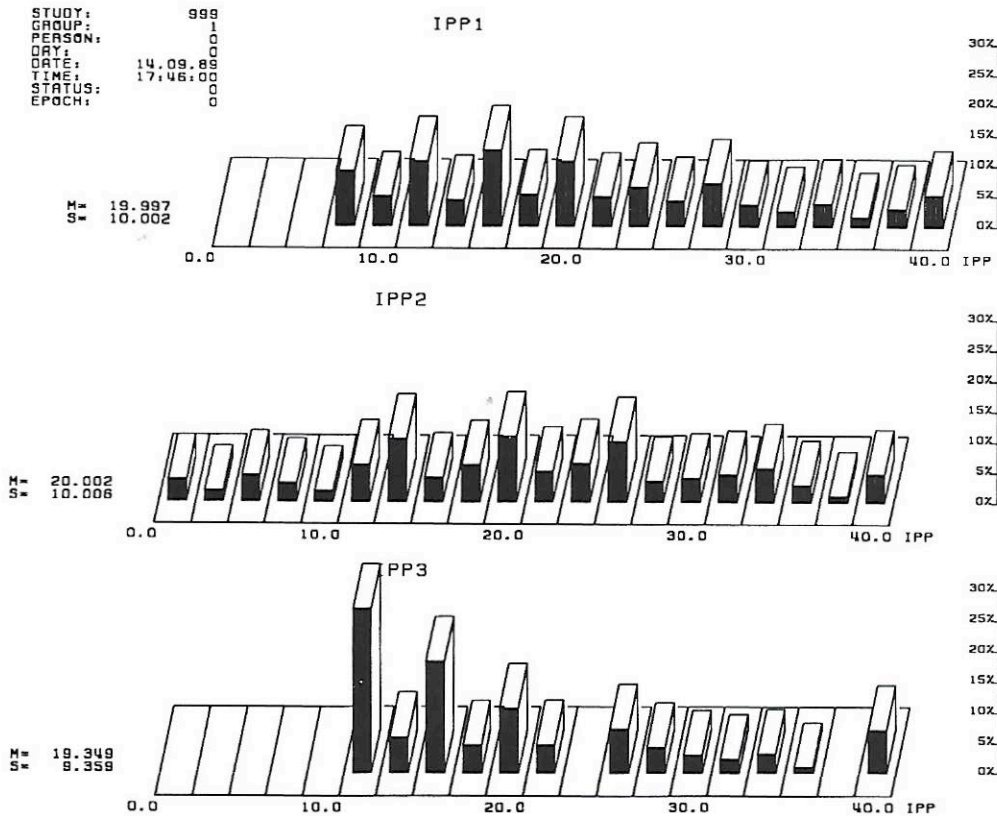 STUDY: 999
GROUP: 1
PERSON: 0
DAY: 0
DATE: 14.09.89
TIME: 17:46:00
STATUS: 0
EPOCH: 0
IPP1
30%
25%
20%
15%
10%
5%
0%
M= 19.997
S= 10.002
0.0 10.0 20.0 30.0 40.0 IPP
IPP2
30%
25%
20%
15%
10%
5%
0%
M= 20.002
S= 10.006
0.0 10.0 20.0 30.0 40.0 IPP
IPP3
30%
25%
20%
15%
10%
5%
0%
M= 19.349
S= 9.359
0.0 10.0 20.0 30.0 40.0 IPP